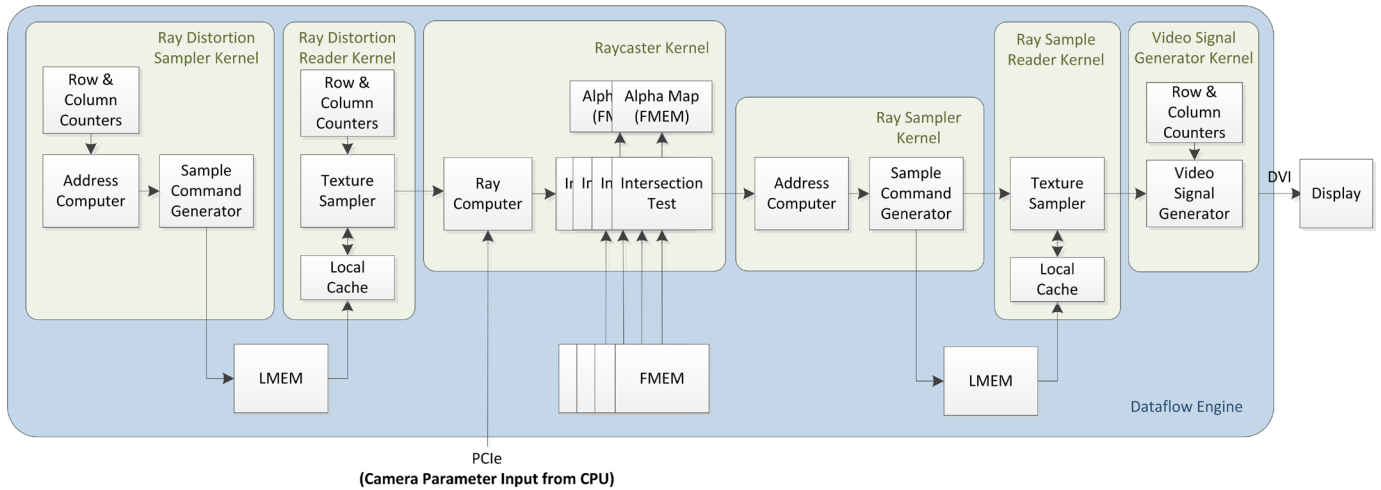 Ray Distortion
Sampler Kernel
Row &
Column
Counters
Address
Computer
Sample
Command
Generator
LMEM
Ray Distortion
Reader Kernel
Row &
Column
Counters
Texture
Sampler
Local
Cache
Raycaster Kernel
Alph
(FM
Alpha Map
(FMEM)
Ray
Computer
In
In
In
Intersection
Test
FMEM
PCIe
(Camera Parameter Input from CPU)
Ray Sampler
Kernel
Address
Computer
Sample
Command
Generator
LMEM
Ray Sample
Reader Kernel
Texture
Sampler
Local
Cache
Video Signal
Generator Kernel
Row &
Column
Counters
Video
Signal
Generator
DVI
Display
Dataflow Engine